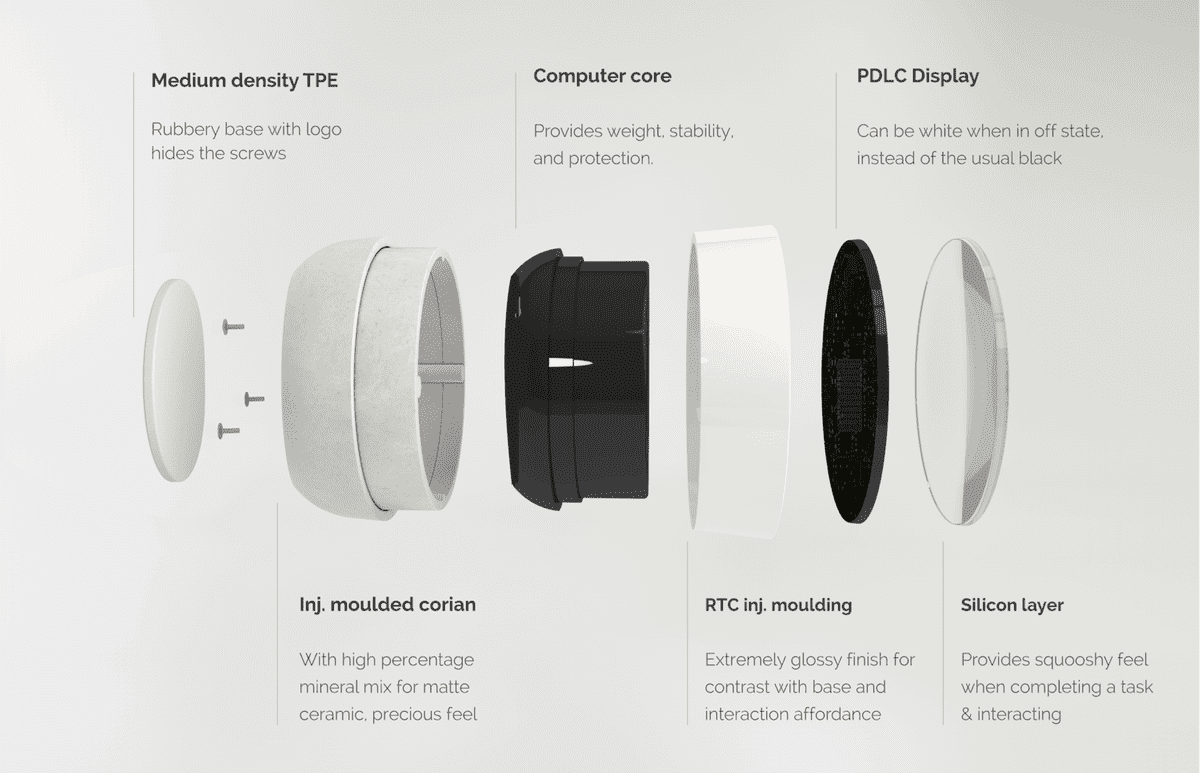 Medium density TPE
Rubbery base with logo
hides the screws
Computer core
Provides weight, stability,
and protection.
PDLC Display
Can be white when in off state,
instead of the usual black
Inj. moulded corian
With high percentage
mineral mix for matte
ceramic, precious feel
RTC inj. moulding
Extremely glossy finish for
contrast with base and
interaction affordance
Silicon layer
Provides squooshy feel
when completing a task
& interacting